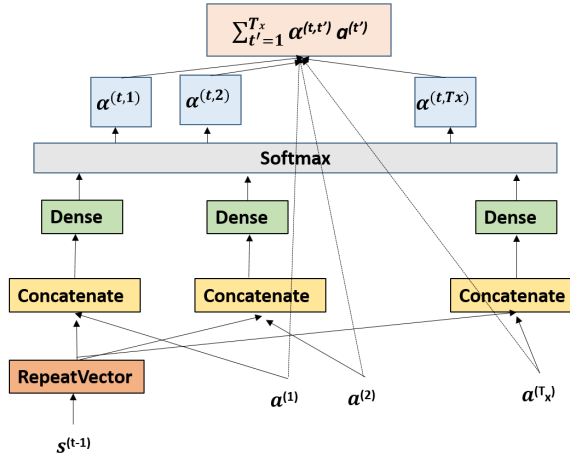 ∑_{t′=1}^{T_x} α^(t,t′) a^(t′)
α^(t,1) α^(t,2) α^(t,Tx)
Softmax
Dense Dense Dense
Concatenate Concatenate Concatenate
RepeatVector
a^(1) a^(2) a^(T_x)
s^(t-1)